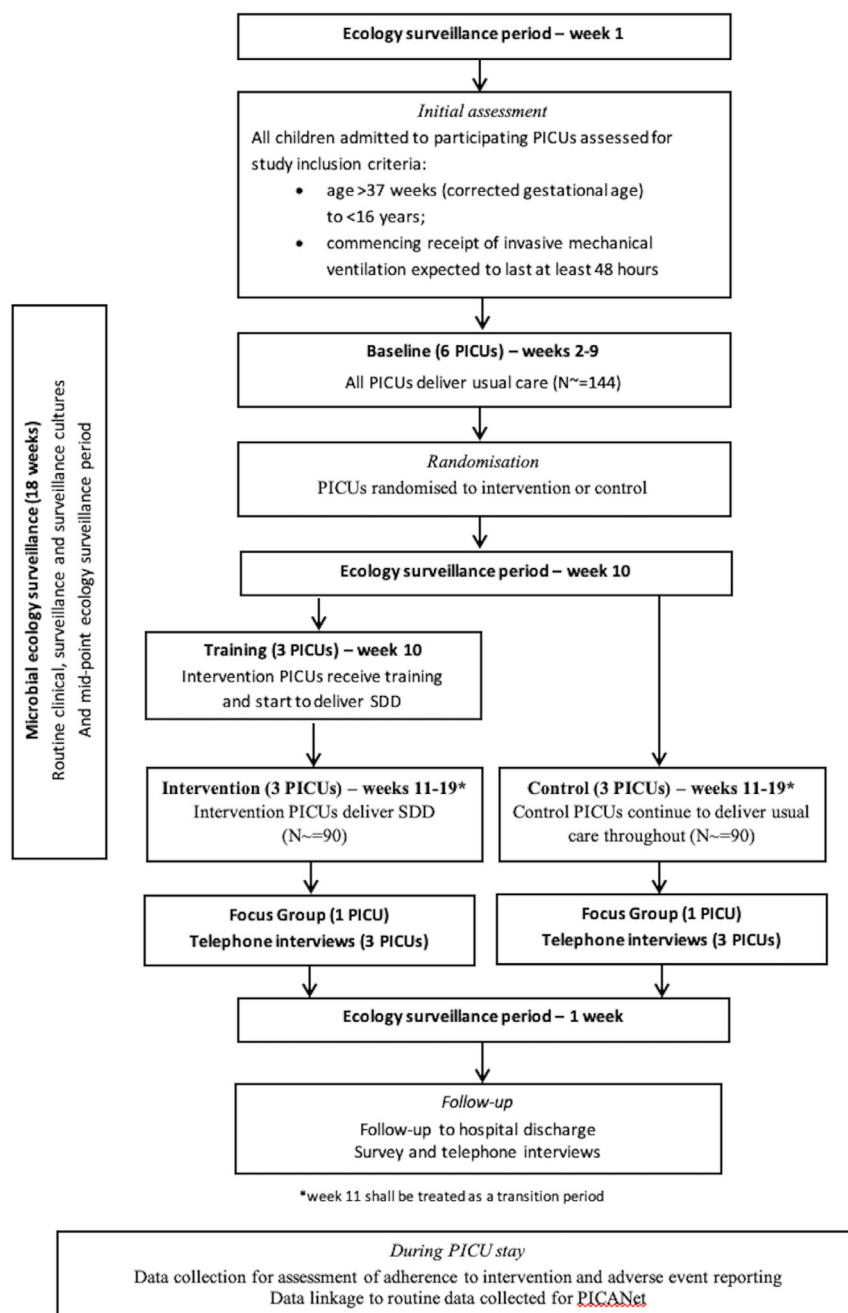 Ecology surveillance period – week 1
Initial assessment
All children admitted to participating PICUs assessed for
study inclusion criteria:
• age >37 weeks (corrected gestational age)
to <16 years;
• commencing receipt of invasive mechanical
ventilation expected to last at least 48 hours
Baseline (6 PICUs) – weeks 2-9
All PICUs deliver usual care (N~=144)
Randomisation
PICUs randomised to intervention or control
Ecology surveillance period – week 10
Training (3 PICUs) – week 10
Intervention PICUs receive training
and start to deliver SDD
Microbial ecology surveillance (18 weeks)
Routine clinical, surveillance and surveillance cultures
And mid-point ecology surveillance period
Intervention (3 PICUs) – weeks 11-19*
Intervention PICUs deliver SDD
(N~=90)
Control (3 PICUs) – weeks 11-19*
Control PICUs continue to deliver usual
care throughout (N~=90)
Focus Group (1 PICU)
Telephone interviews (3 PICUs)
Focus Group (1 PICU)
Telephone interviews (3 PICUs)
Ecology surveillance period – 1 week
Follow-up
Follow-up to hospital discharge
Survey and telephone interviews
*week 11 shall be treated as a transition period
During PICU stay
Data collection for assessment of adherence to intervention and adverse event reporting
Data linkage to routine data collected for PICANet